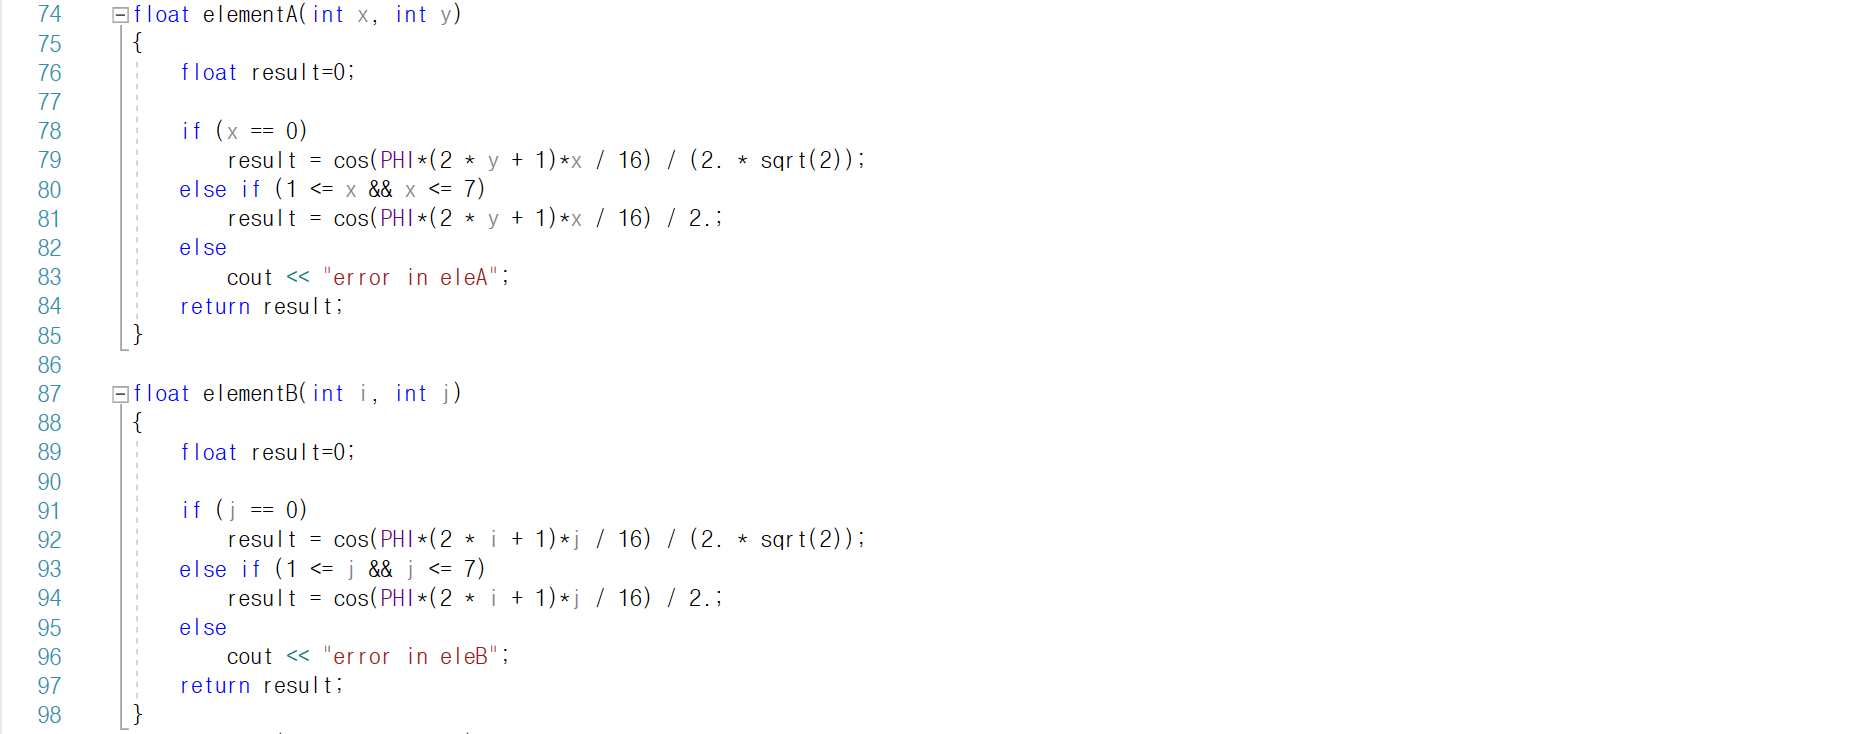 74 float elementA(int x, int y)
75 {
76 float result=0;
77
78 if (x == 0)
79 result = cos(PHI*(2 * y + 1)*x / 16) / (2. * sqrt(2));
80 else if (1 <= x && x <= 7)
81 result = cos(PHI*(2 * y + 1)*x / 16) / 2.;
82 else
83 cout << "error in eleA";
84 return result;
85 }
86
87 float elementB(int i, int j)
88 {
89 float result=0;
90
91 if (j == 0)
92 result = cos(PHI*(2 * i + 1)*j / 16) / (2. * sqrt(2));
93 else if (1 <= j && j <= 7)
94 result = cos(PHI*(2 * i + 1)*j / 16) / 2.;
95 else
96 cout << "error in eleB";
97 return result;
98 }